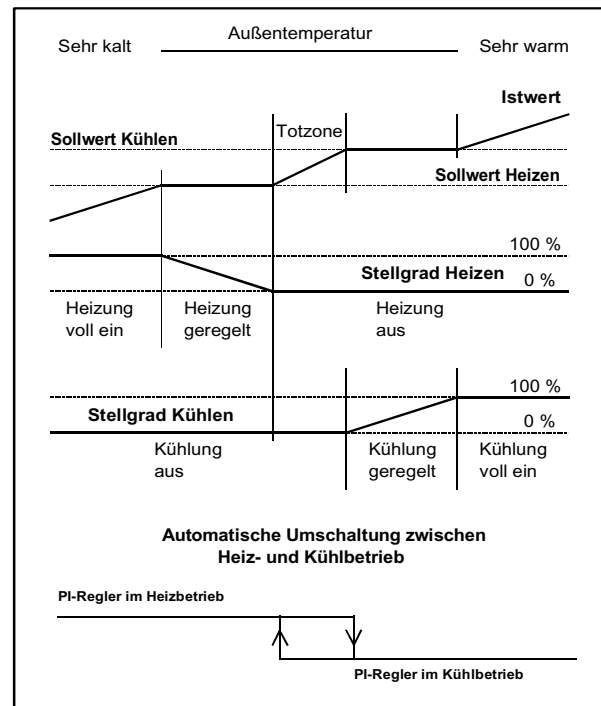 Außentemperatur
Sehr kalt
Sehr warm
Istwert
Totzone
Sollwert Kühlen
Sollwert Heizen
100 %
Stellgrad Heizen
0 %
Heizung
voll ein
Heizung
geregelt
Heizung
aus
100 %
Stellgrad Kühlen
0 %
Kühlung
aus
Kühlung
geregelt
Kühlung
voll ein
Automatische Umschaltung zwischen
Heiz- und Kühlbetrieb
PI-Regler im Heizbetrieb
PI-Regler im Kühlbetrieb